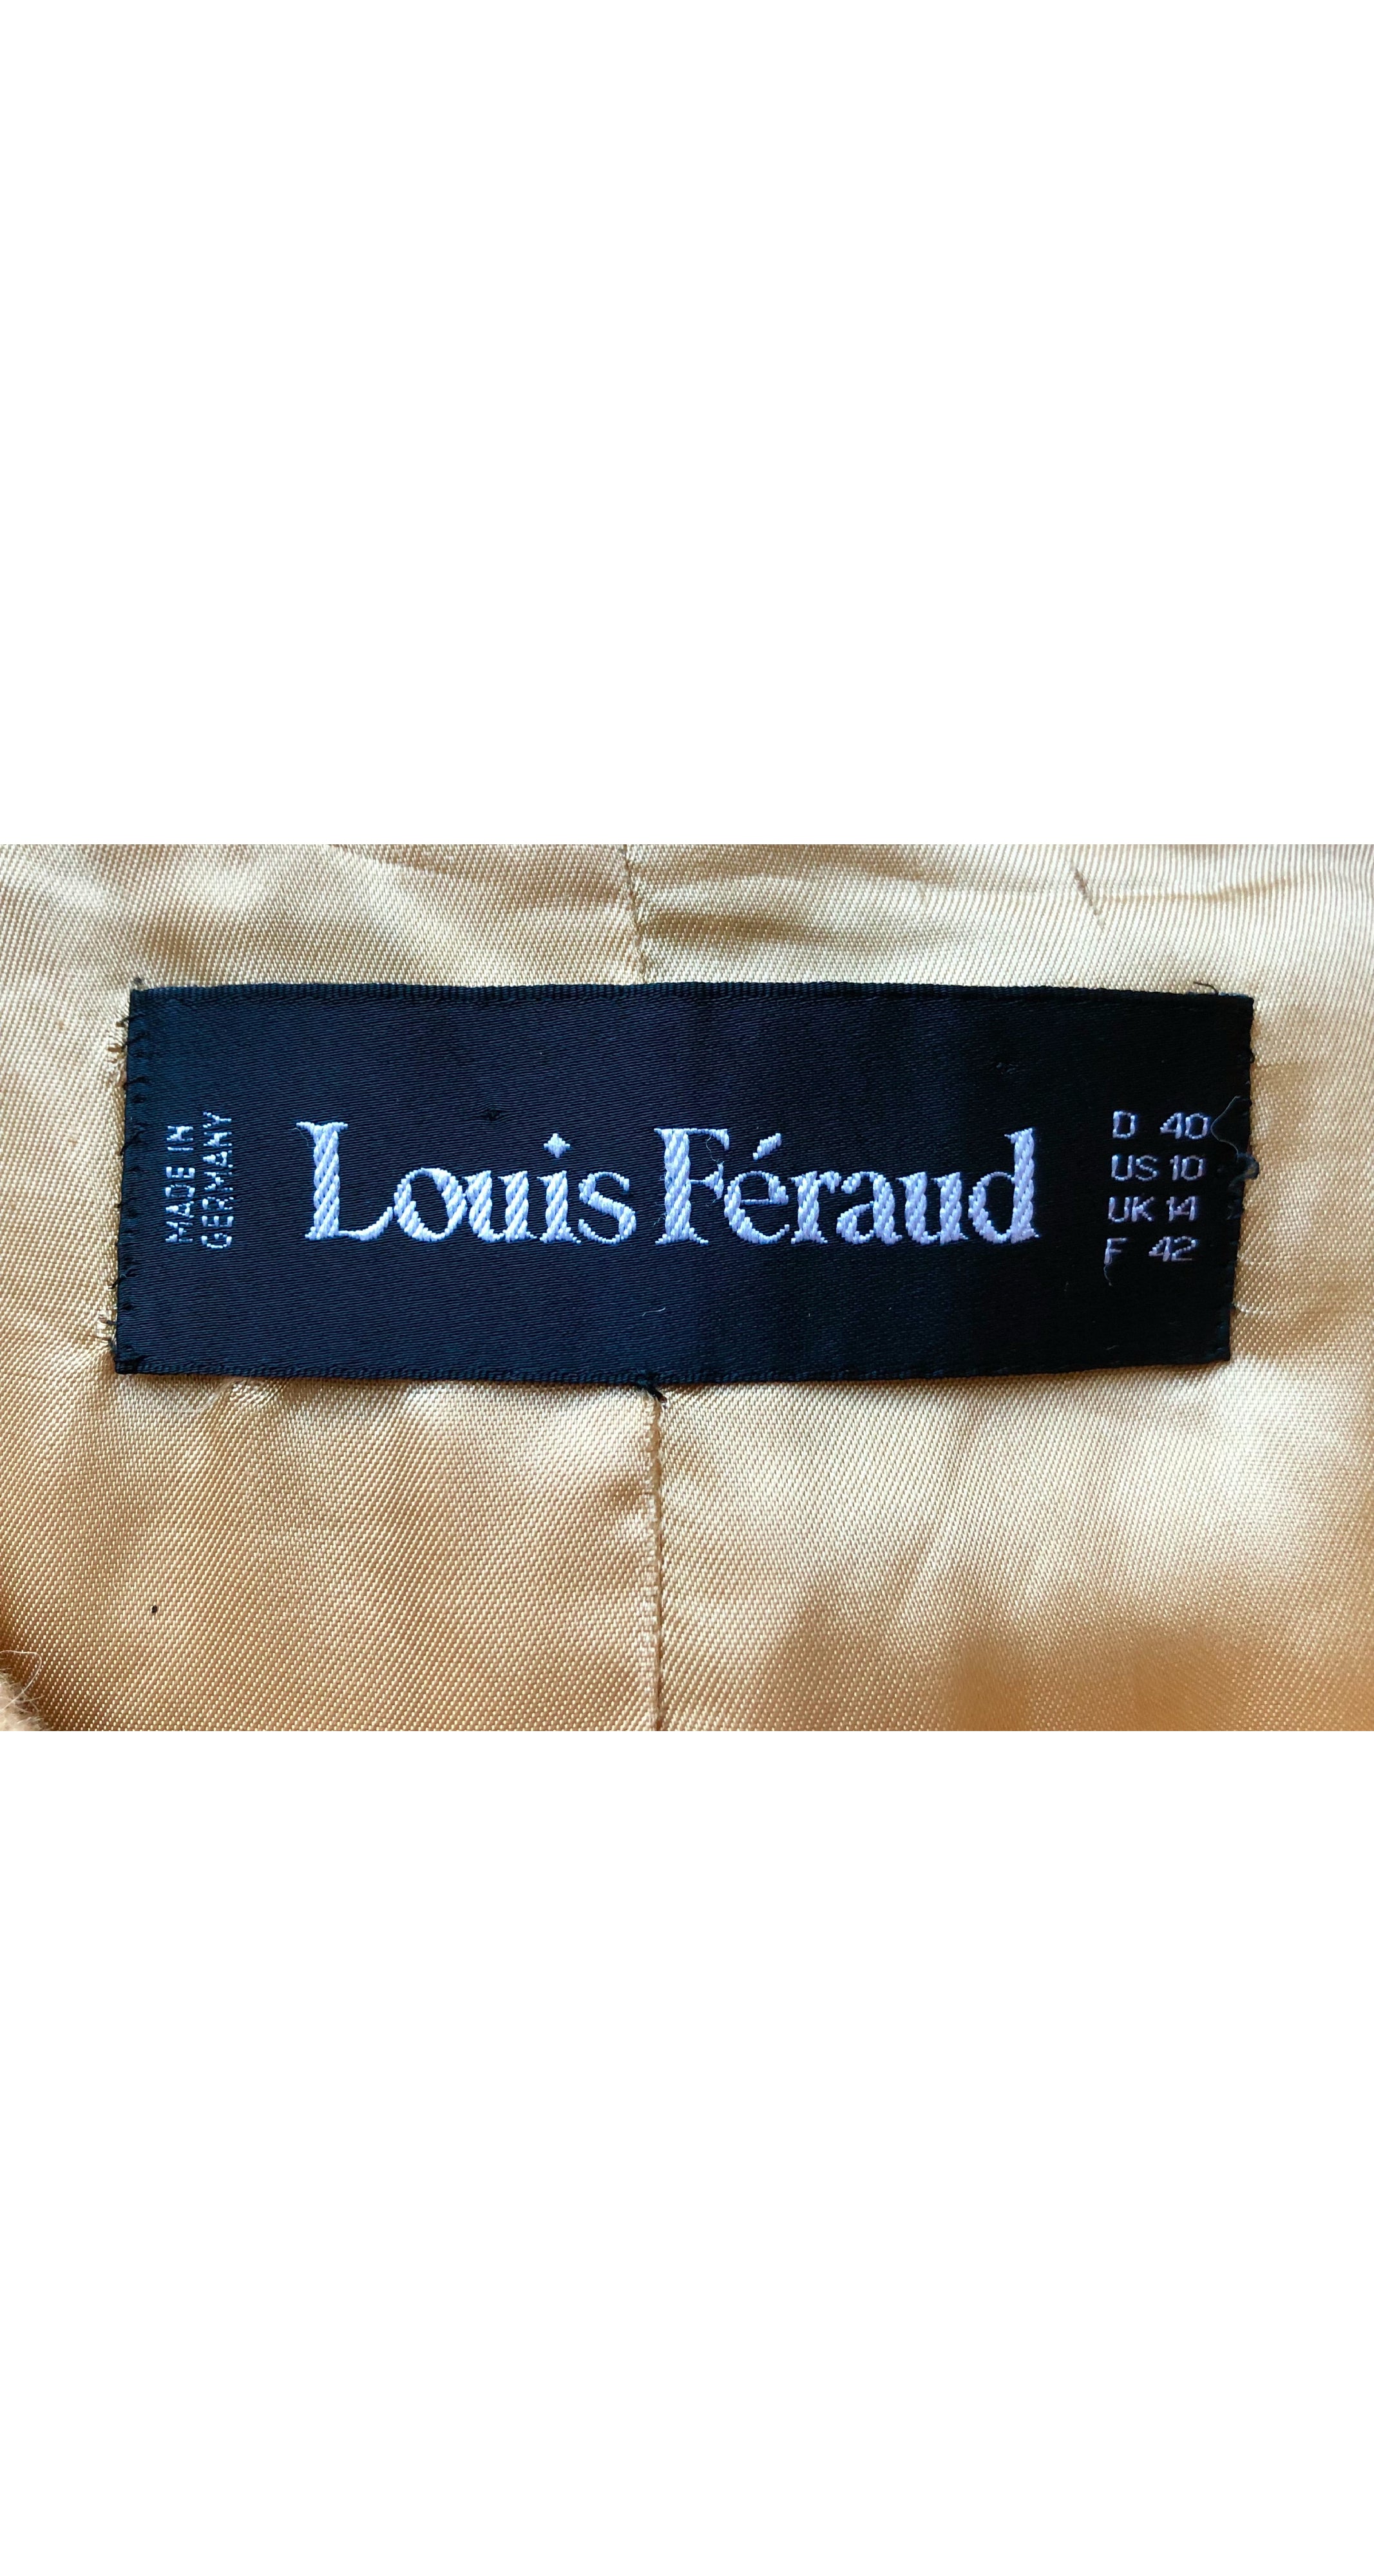 MADE IN
GERMANY
Louis Féraud
D 40
US 10
UK 14
F 42